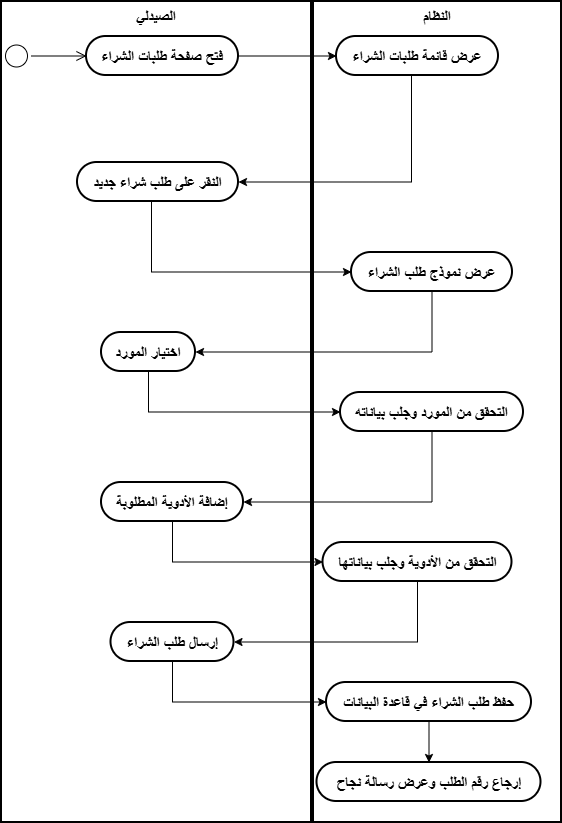 الصيدلي
النظام
فتح صفحة طلبات الشراء
عرض قائمة طلبات الشراء
النقر على طلب شراء جديد
عرض نموذج طلب الشراء
اختيار المورد
التحقق من المورد وجلب بياناته
إضافة الأدوية المطلوبة
التحقق من الأدوية وجلب بياناتها
إرسال طلب الشراء
حفظ طلب الشراء في قاعدة البيانات
إرجاع رقم الطلب وعرض رسالة نجاح